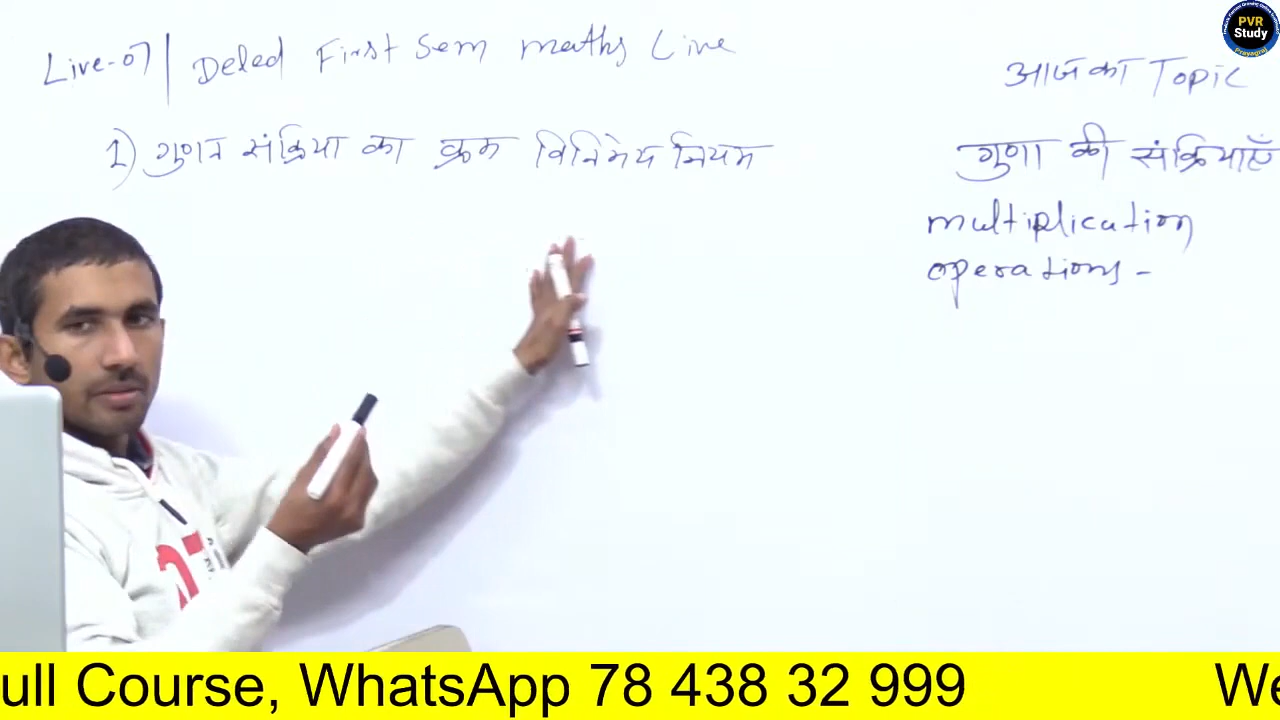 Live-07 | Deled First Sem maths Live
1) गुणन संक्रिया का क्रम विनिमेय नियम
आज का Topic
गुणा की संक्रियाएँ
multiplication
operations -
PVR
Study
Prayagraj
ull Course, WhatsApp 78 438 32 999 We